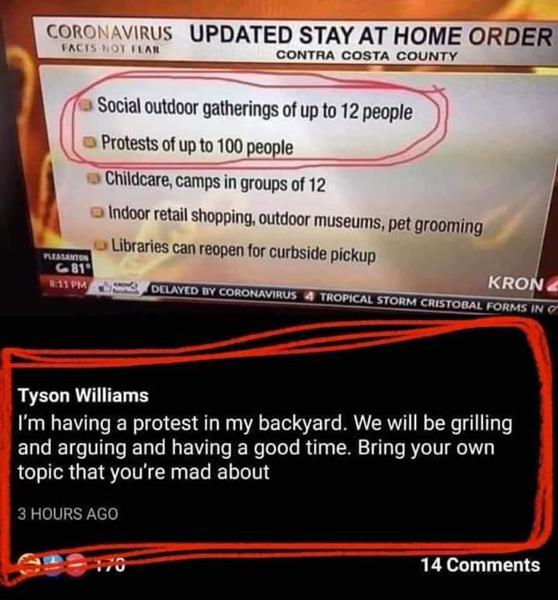 CORONAVIRUS UPDATED STAY AT HOME ORDER
FACTS NOT FEAR
CONTRA COSTA COUNTY
Social outdoor gatherings of up to 12 people
Protests of up to 100 people
Childcare, camps in groups of 12
Indoor retail shopping, outdoor museums, pet grooming
Libraries can reopen for curbside pickup
PLEASANTON
81°
8:11 PM
KRON4
DELAYED BY CORONAVIRUS 4 TROPICAL STORM CRISTOBAL FORMS IN
Tyson Williams
I'm having a protest in my backyard. We will be grilling
and arguing and having a good time. Bring your own
topic that you're mad about
3 HOURS AGO
14 Comments